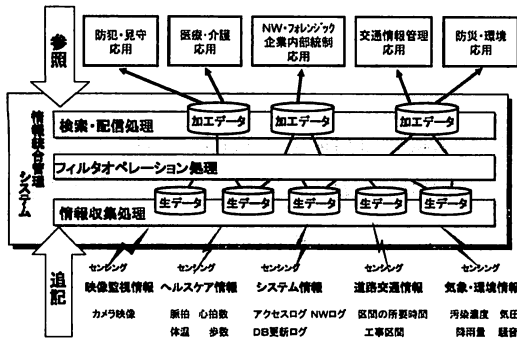 参照
防犯・見守
応用
医療・介護
応用
NW・フォレンジック
企業内部統制
応用
交通情報管理
応用
防災・環境
応用
情報統合管理
システム
加工データ
加工データ
加工データ
検索・配信処理
フィルタオペレーション処理
生データ
生データ
生データ
生データ
生データ
情報収集処理
追記
センシング
センシング
センシング
センシング
センシング
映像監視情報
ヘルスケア情報
システム情報
道路交通情報
気象・環境情報
カメラ映像
脈拍 心拍数
アクセスログ NWログ
区間の所要時間
汚染濃度 気圧
体温 歩数
DB更新ログ
工事区間
降雨量 騒音